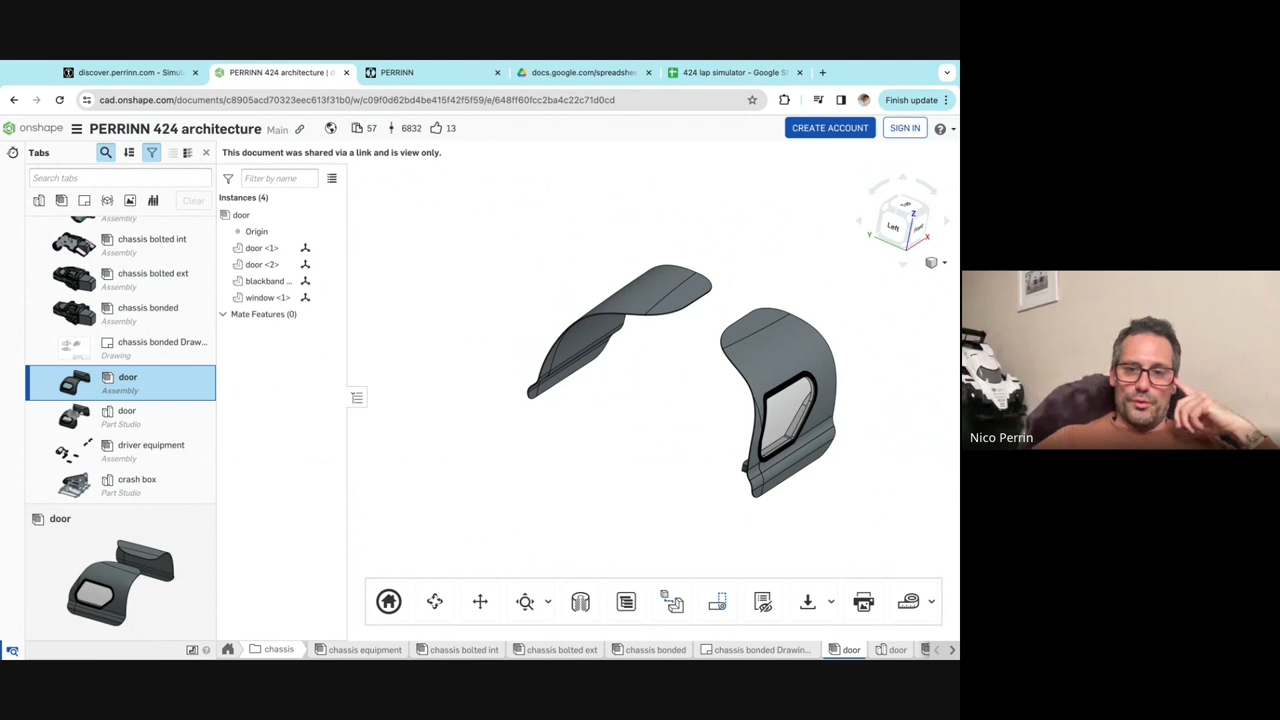 discover.perrinn.com - Simul
PERRINN 424 architecture |
PERRINN
docs.google.com/spreadshe
424 lap simulator - Google S
cad.onshape.com/documents/c8905acd70323eec613f31b0/w/c09f0d62bd4be415f42f5f59/e/648ff60fcc2ba4c22c71d0cd
Finish update
onshape
PERRINN 424 architecture Main
57
6832
13
CREATE ACCOUNT
SIGN IN
Tabs
This document was shared via a link and is view only.
Search tabs
Filter by name
Clear
Instances (4)
door
Origin
door <1>
door <2>
blackband ...
window <1>
Mate Features (0)
Assembly
chassis bolted int
Assembly
chassis bolted ext
Assembly
chassis bonded
Assembly
chassis bonded Draw...
Drawing
door
Assembly
door
Part Studio
driver equipment
Assembly
crash box
Part Studio
door
Left
Z
Y
X
Nico Perrin
chassis
chassis equipment
chassis bolted int
chassis bolted ext
chassis bonded
chassis bonded Drawin...
door
door